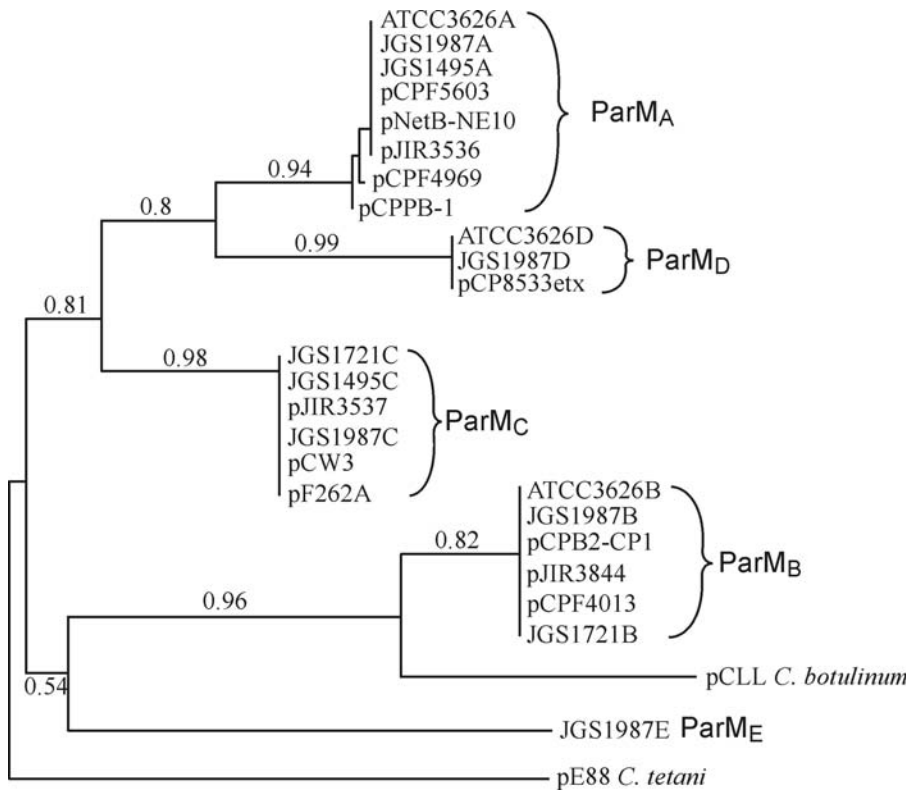 ATCC3626A
JGS1987A
JGS1495A
pCPF5603
pNetB-NE10
pJIR3536
pCPF4969
pCPPB-1
ParMA
0.94
0.8
ATCC3626D
JGS1987D
pCP8533etx
ParMD
0.99
0.81
0.98
JGS1721C
JGS1495C
pJIR3537
JGS1987C
pCW3
pF262A
ParMC
ATCC3626B
JGS1987B
pCPB2-CP1
pJIR3844
pCPF4013
JGS1721B
ParMB
0.82
0.96
pCLL C. botulinum
0.54
JGS1987E ParME
pE88 C. tetani